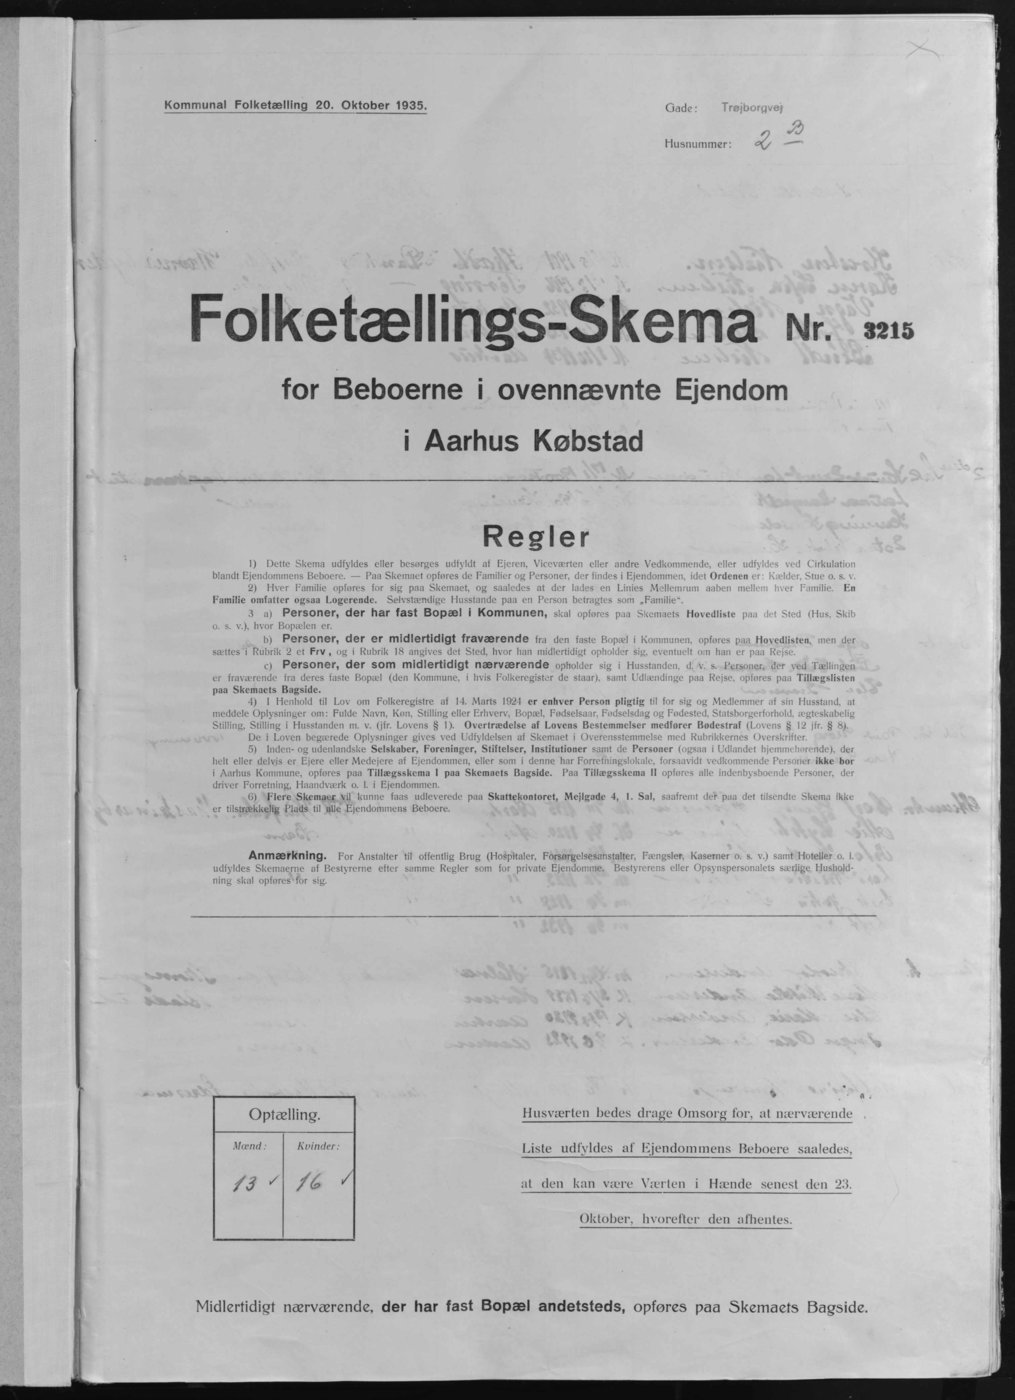 Kommunal Folketælling 20. Oktober 1935.
Gade: Trøjborgvej
Husnummer: 2 B
Folketællings-Skema Nr. 3215
for Beboerne i ovennævnte Ejendom
i Aarhus Købstad
Regler
1) Dette Skema udfyldes eller besørges udfyldt af Ejeren, Viceværten eller andre Vedkommende, eller udfyldes ved Cirkulation
blandt Ejendommens Beboere. — Paa Skemaet opføres de Familier og Personer, der findes i Ejendommen, idet Ordenen er: Kælder, Stue o. s. v.
2) Hver Familie opføres for sig paa Skemaet, og saaledes at der lades en Linies Mellemrum aaben mellem hver Familie. En
Familie omfatter ogsaa Logerende. Selvstændige Husstande paa en Person betragtes som „Familie“.
3 a) Personer, der har fast Bopæl i Kommunen, skal opføres paa Skemaets Hovedliste paa det Sted (Hus, Skib
o. s. v.), hvor Bopælen er.
b) Personer, der er midlertidigt fraværende fra den faste Bopæl i Kommunen, opføres paa Hovedlisten, men der
sættes i Rubrik 2 et Frv, og i Rubrik 18 angives det Sted, hvor han midlertidigt opholder sig, eventuelt om han er paa Rejse.
c) Personer, der som midlertidigt nærværende opholder sig i Husstanden, d. v. s. Personer, der ved Tællingen
er fraværende fra deres faste Bopæl (den Kommune, i hvis Folkeregister de staar), samt Udlændinge paa Rejse, opføres paa Tillægslisten
paa Skemaets Bagside.
4) I Henhold til Lov om Folkeregistre af 14. Marts 1924 er enhver Person pligtig til for sig og Medlemmer af sin Husstand, at
meddele Oplysninger om: Fulde Navn, Køn, Stilling eller Erhverv, Bopæl, Fødselsaar, Fødselsdag og Fødested, Statsborgerforhold, ægteskabelig
Stilling, Stilling i Husstanden m. v. (jfr. Lovens § 1). Overtrædelse af Lovens Bestemmelser medfører Bødestraf (Lovens § 12 jfr. § 8).
De i Loven begærede Oplysninger gives ved Udfyldelsen af Skemaet i Overensstemmelse med Rubrikkernes Overskrifter.
5) Inden- og udenlandske Selskaber, Foreninger, Stiftelser, Institutioner samt de Personer (ogsaa i Udlandet hjemmehørende), der
helt eller delvis er Ejere eller Medejere af Ejendommen, eller som i denne har Forretningslokale, forsaavidt vedkommende Personer ikke bor
i Aarhus Kommune, opføres paa Tillægsskema I paa Skemaets Bagside. Paa Tillægsskema II opføres alle indenbysboende Personer, der
driver Forretning, Haandværk o. l. i Ejendommen.
6) Flere Skemaer vil kunne faas udleverede paa Skattekontoret, Mejlgade 4, 1. Sal, saafremt der paa det tilsendte Skema ikke
er tilstrækkelig Plads til alle Ejendommens Beboere.
Anmærkning. For Anstalter til offentlig Brug (Hospitaler, Forsørgelsesanstalter, Fængsler, Kaserner o. s. v.) samt Hoteller o. l.
udfyldes Skemaerne af Bestyrerne efter samme Regler som for private Ejendomme. Bestyrerens eller Opsynspersonalets særlige Hushold-
ning skal opføres for sig.
Optælling.
Mænd: Kvinder:
13 ✓ 16 ✓
Husværten bedes drage Omsorg for, at nærværende
Liste udfyldes af Ejendommens Beboere saaledes,
at den kan være Værten i Hænde senest den 23.
Oktober, hvorefter den afhentes.
Midlertidigt nærværende, der har fast Bopæl andetsteds, opføres paa Skemaets Bagside.